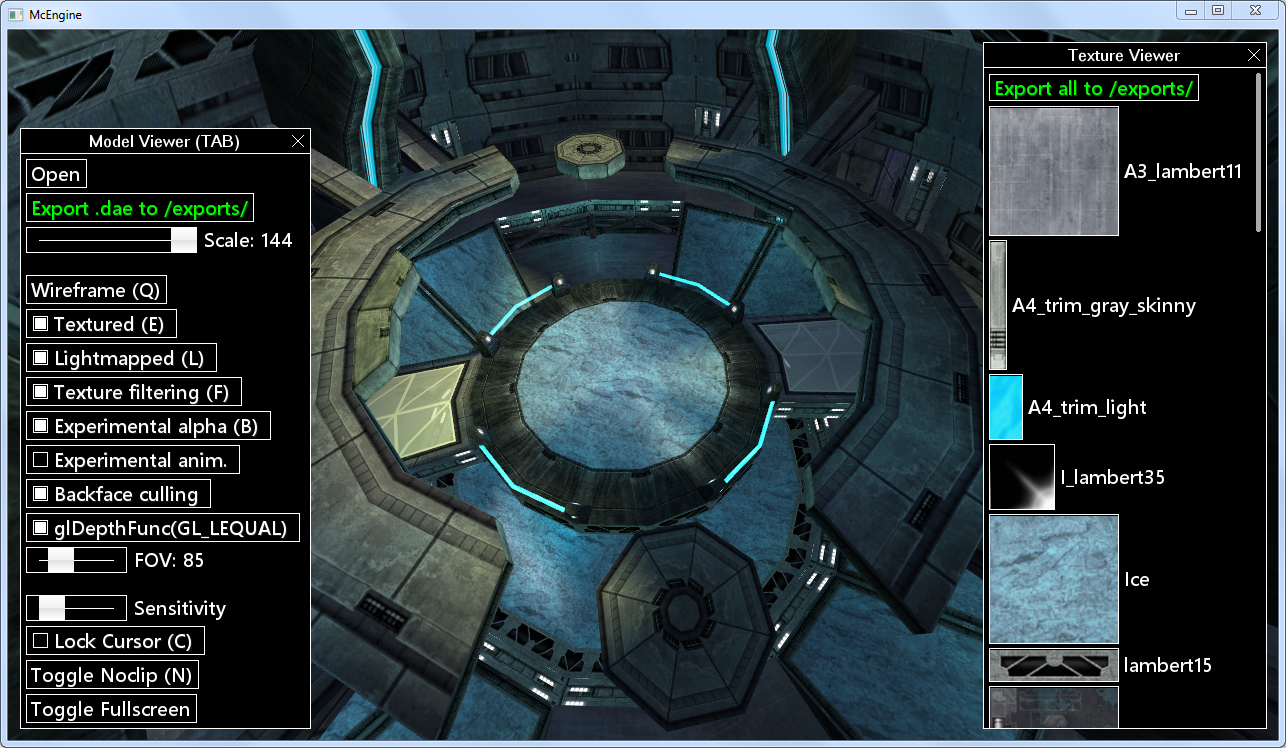 McEngine
Model Viewer (TAB)
Open
Export .dae to /exports/
Scale: 144
Wireframe (Q)
Textured (E)
Lightmapped (L)
Texture filtering (F)
Experimental alpha (B)
Experimental anim.
Backface culling
glDepthFunc(GL_LEQUAL)
FOV: 85
Sensitivity
Lock Cursor (C)
Toggle Noclip (N)
Toggle Fullscreen
Texture Viewer
Export all to /exports/
A3_lambert11
A4_trim_gray_skinny
A4_trim_light
I_lambert35
Ice
lambert15